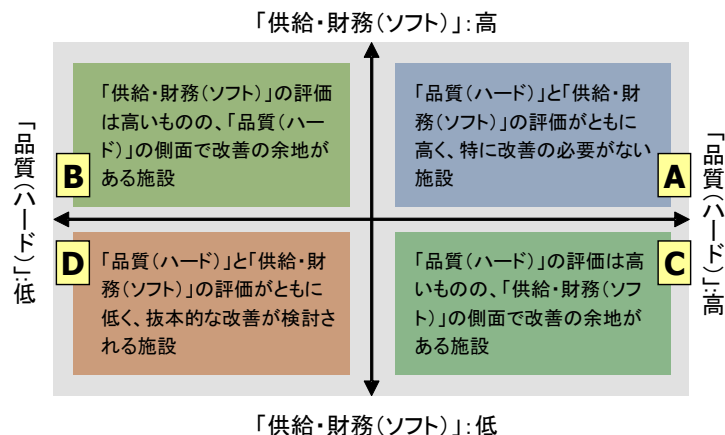 「供給・財務(ソフト)」:高
「供給・財務(ソフト)」の評価
は高いものの、「品質(ハー
ド)」の側面で改善の余地が
ある施設
B
「品質(ハード)」と「供給・財
務(ソフト)」の評価がともに
高く、特に改善の必要がない
施設
A
「品質(ハード)」:低
「品質(ハード)」:高
D
「品質(ハード)」と「供給・財
務(ソフト)」の評価がともに
低く、抜本的な改善が検討さ
れる施設
C
「品質(ハード)」の評価は高
いものの、「供給・財務(ソフ
ト)」の側面で改善の余地が
ある施設
「供給・財務(ソフト)」:低